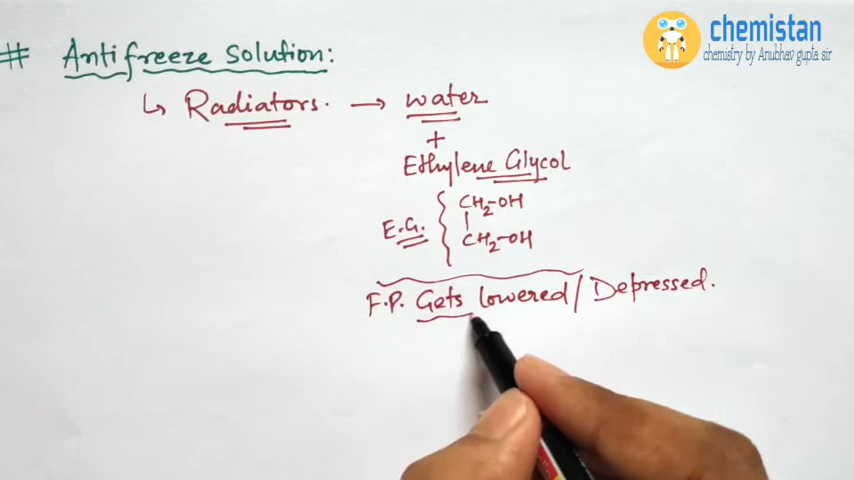 chemistan
chemistry by Anubhav gupta sir
# Antifreeze Solution:
↳ Radiators. → water
+
Ethylene Glycol
E.G. { CH2-OH
|
CH2-OH
F.P. Gets lowered/Depressed.